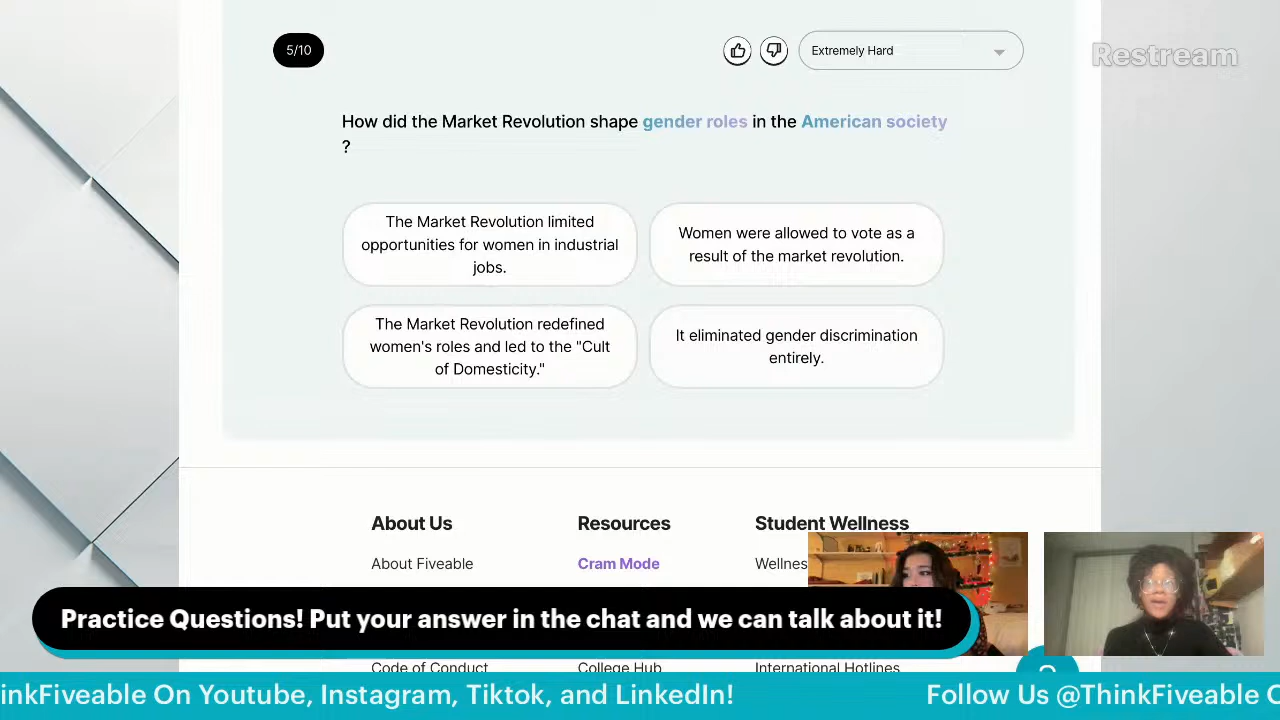 5/10
Extremely Hard
Restream
How did the Market Revolution shape gender roles in the American society
?
The Market Revolution limited
opportunities for women in industrial
jobs.
Women were allowed to vote as a
result of the market revolution.
The Market Revolution redefined
women's roles and led to the "Cult
of Domesticity."
It eliminated gender discrimination
entirely.
About Us
Resources
Student Wellness
About Fiveable
Cram Mode
Wellnes
Practice Questions! Put your answer in the chat and we can talk about it!
Code of Conduct
College Hub
International Hotlines
inkFiveable On Youtube, Instagram, Tiktok, and LinkedIn!
Follow Us @ThinkFiveable O